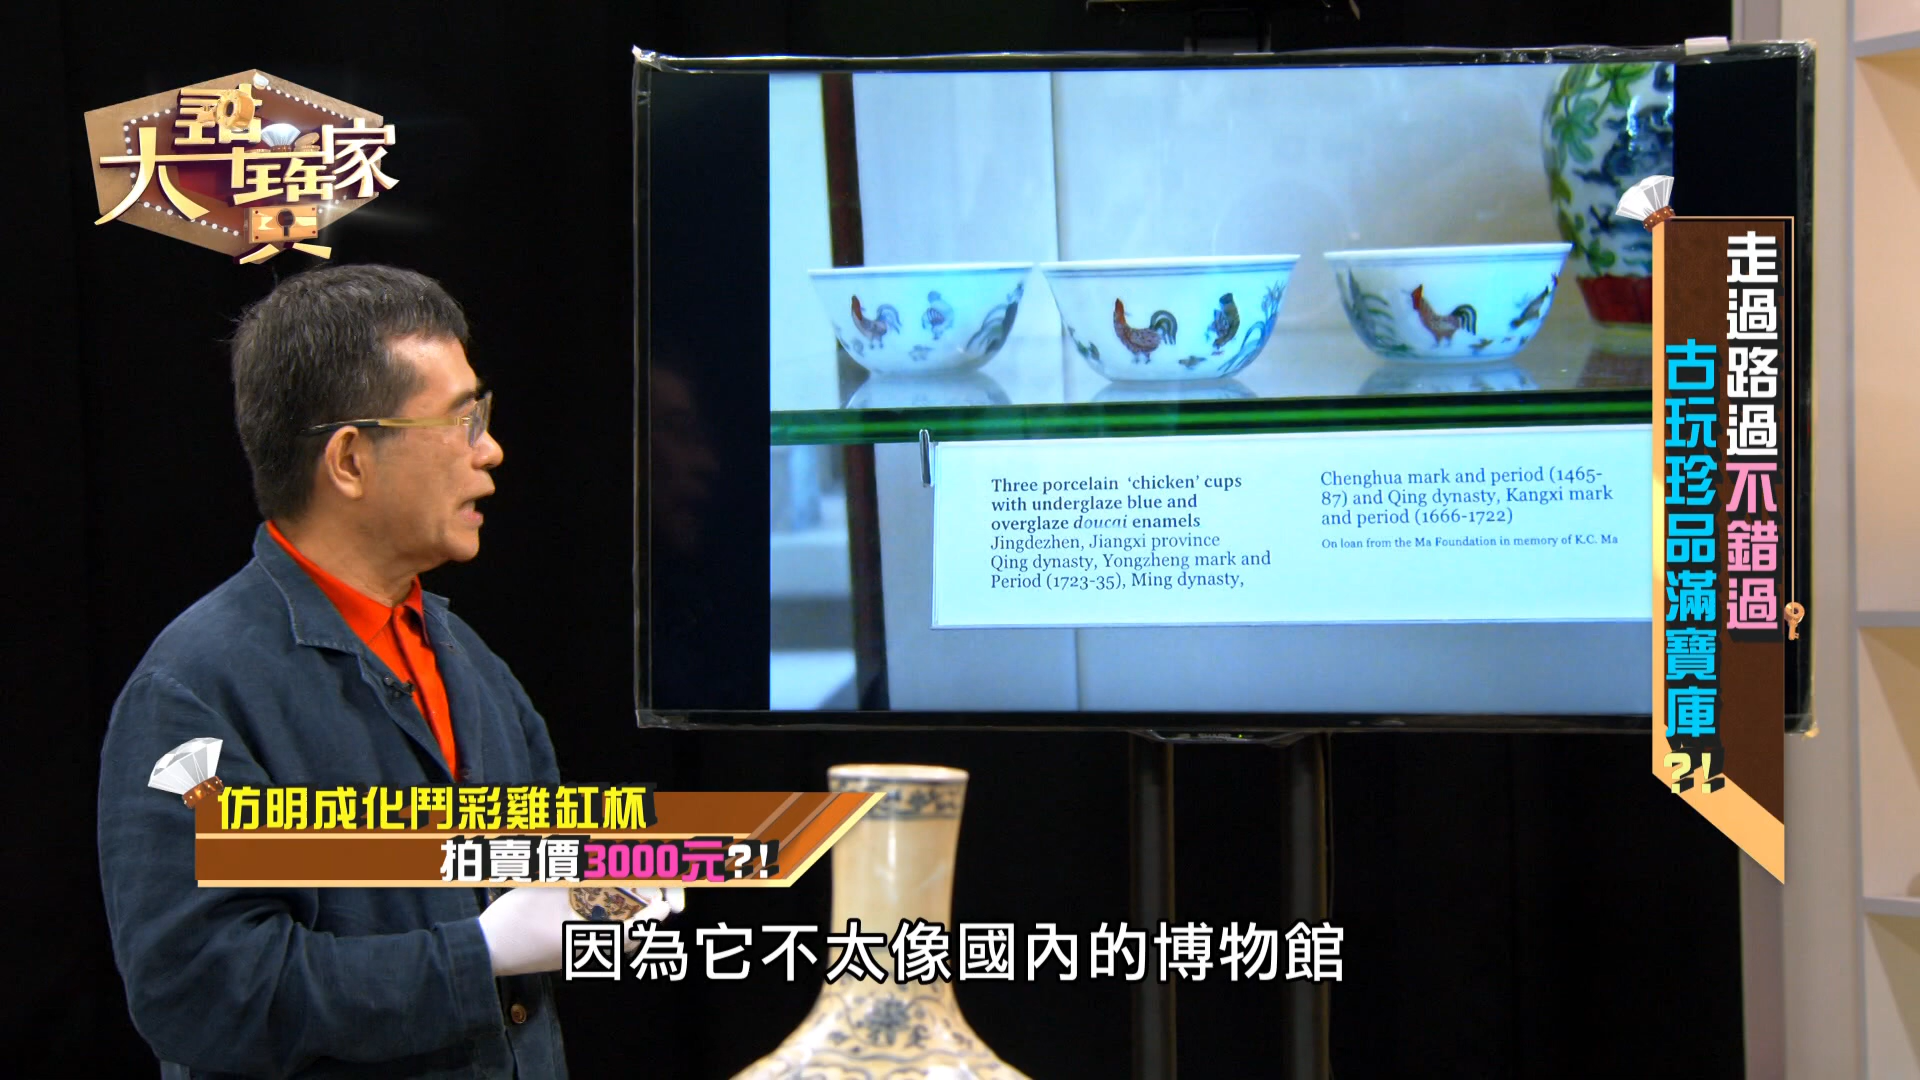 大尋寶家
Three porcelain 'chicken' cups
with underglaze blue and
overglaze doucai enamels
Jingdezhen, Jiangxi province
Qing dynasty, Yongzheng mark and
Period (1723-35), Ming dynasty,
Chenghua mark and period (1465-
87) and Qing dynasty, Kangxi mark
and period (1666-1722)
On loan from the Ma Foundation in memory of K.C. Ma
走過路過不錯過
古玩珍品滿寶庫?!
仿明成化鬥彩雞缸杯
拍賣價3000元?!
因為它不太像國內的博物館